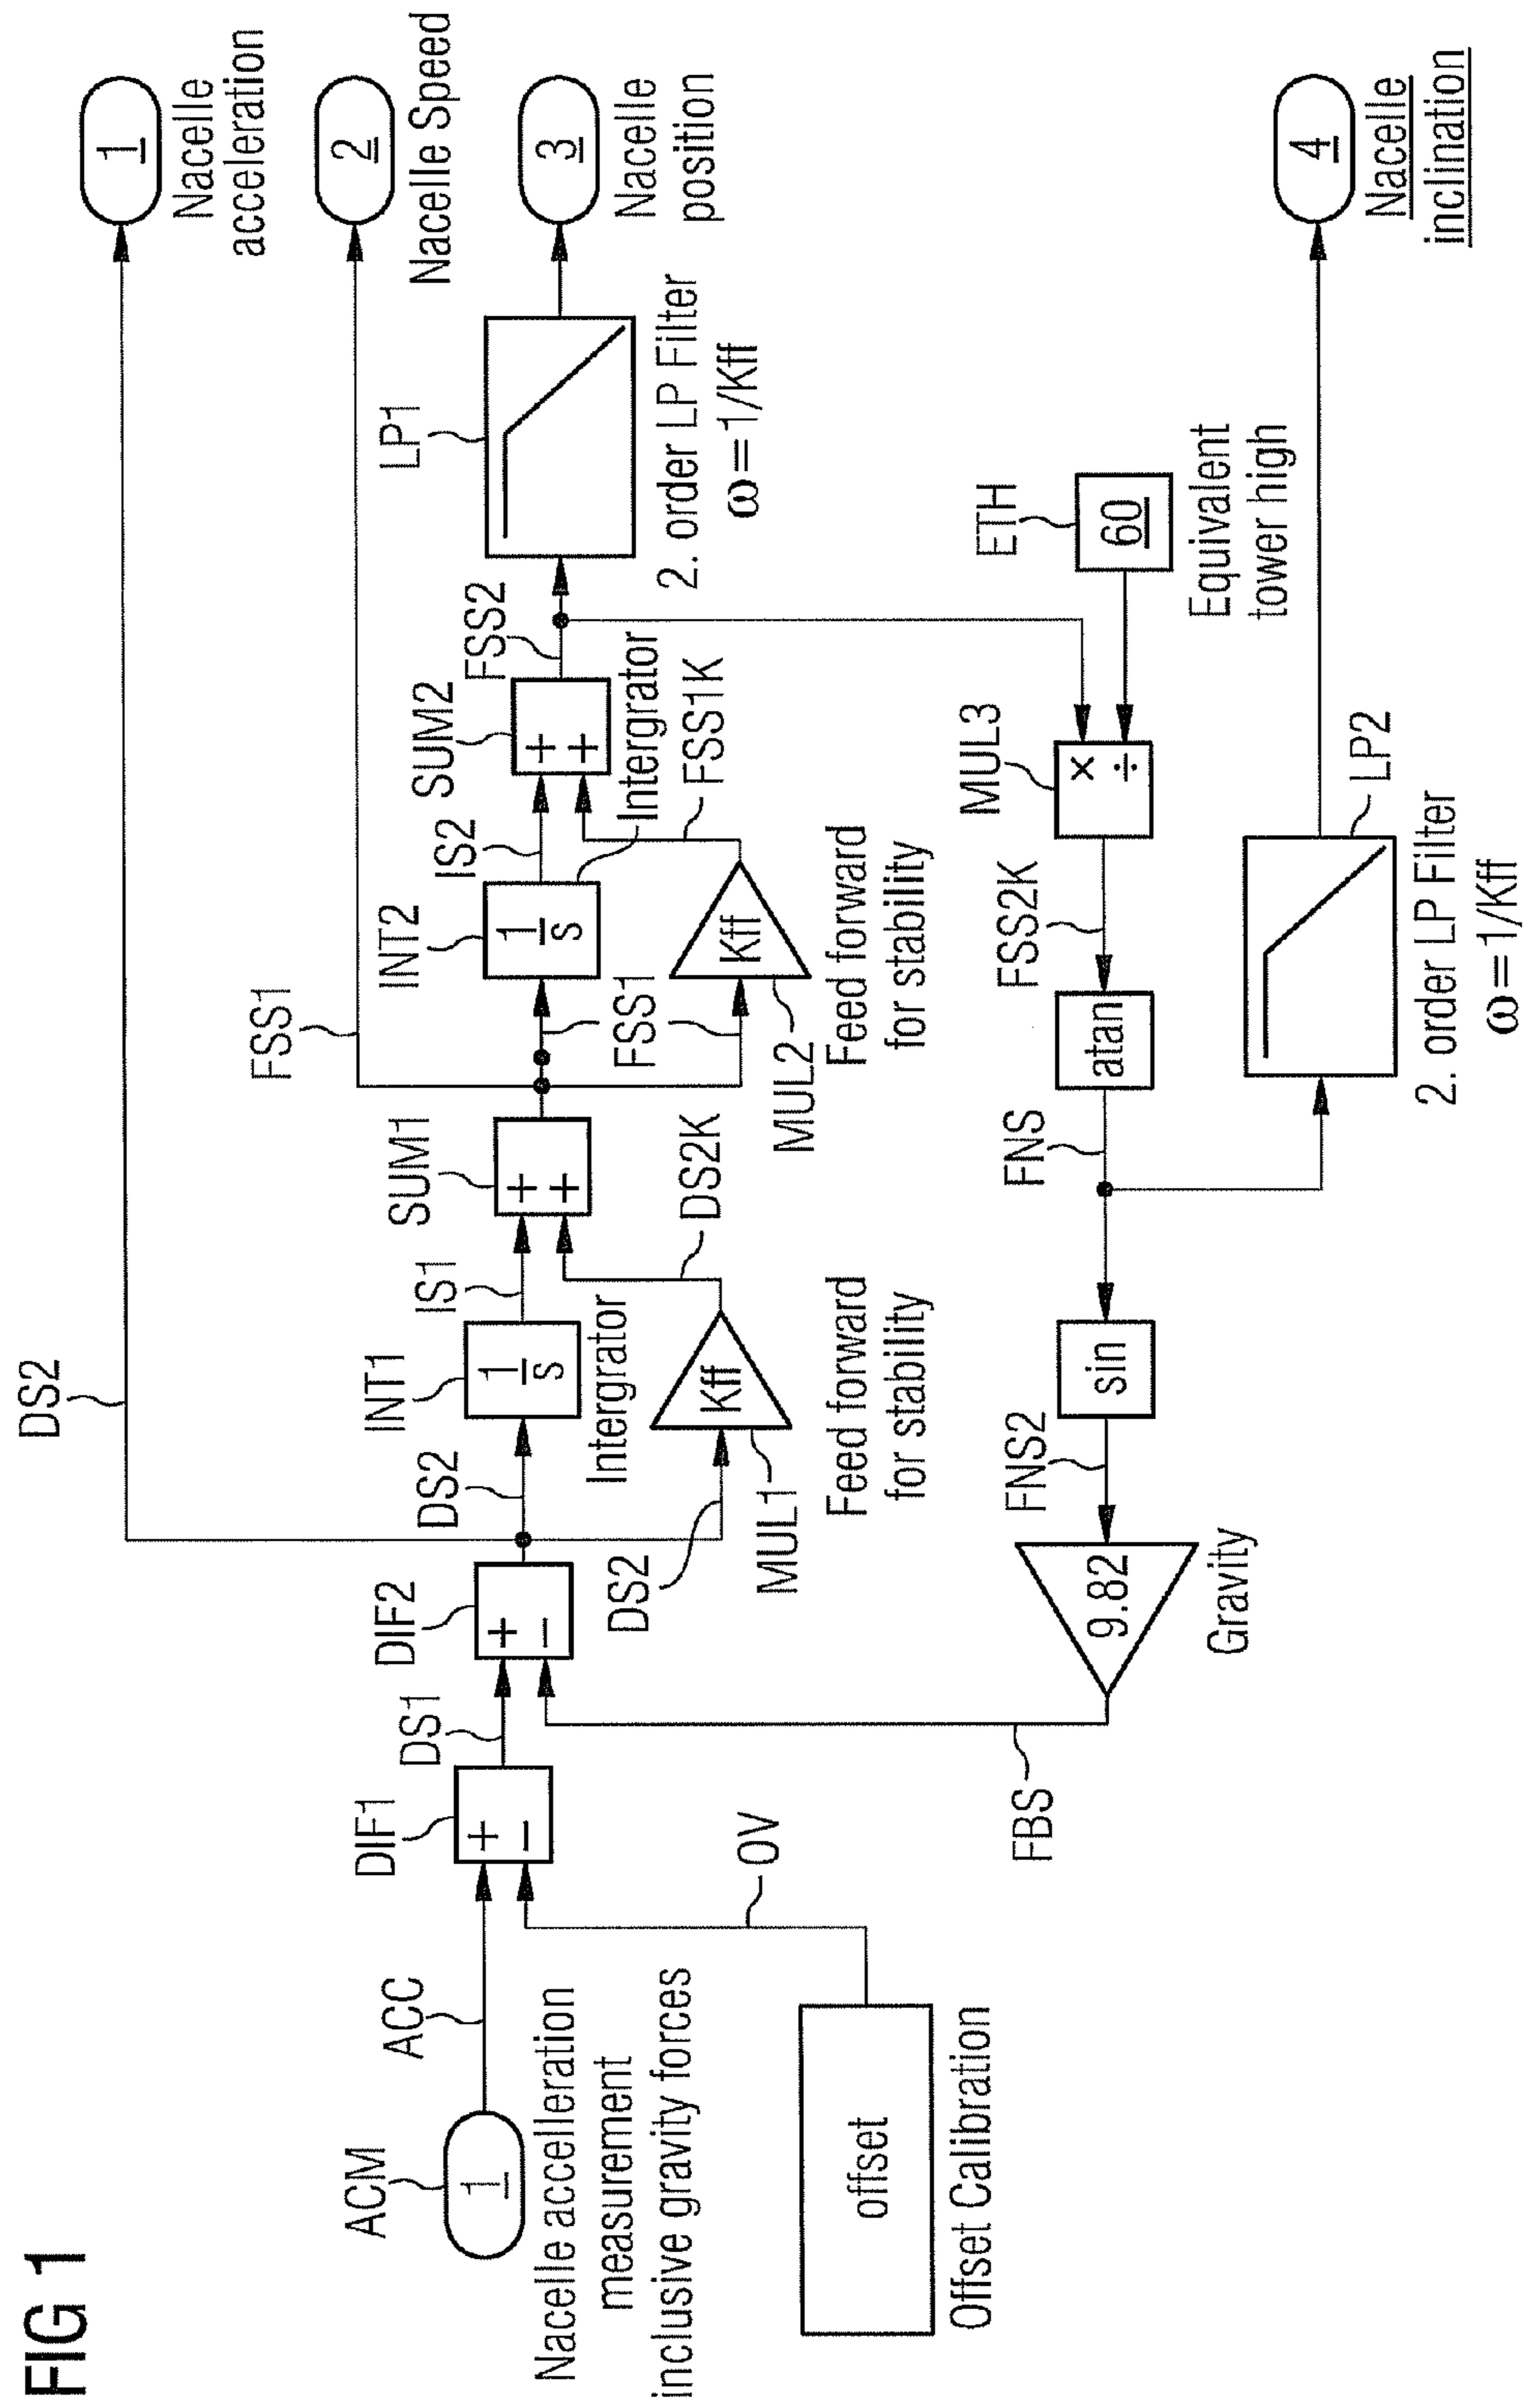 FIG 1
ACM
1
Nacelle accelleration
measurement
inclusive gravity forces
ACC
offset
Offset Calibration
OV
DIF1
+
−
DS1
DIF2
+
−
FBS
DS2
DS2
DS2
INT1
1
s
Intergrator
MUL1
Kff
Feed forward
for stability
IS1
DS2K
SUM1
+
+
FSS1
FSS1
INT2
1
s
Intergrator
MUL2
Kff
Feed forward
for stability
IS2
FSS1K
SUM2
+
+
FSS2
LP1
2. order LP Filter
ω=1/Kff
1
Nacelle
acceleration
2
Nacelle Speed
3
Nacelle
position
ETH
60
Equivalent
tower high
MUL3
×
÷
FSS2K
atan
FNS
sin
FNS2
9.82
Gravity
LP2
2. order LP Filter
ω=1/Kff
4
Nacelle
inclination